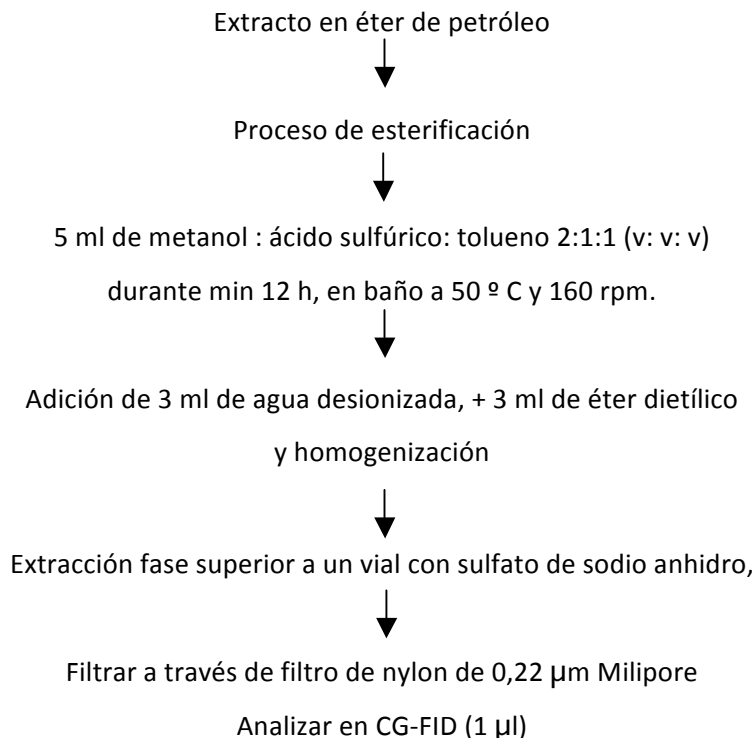 Extracto en éter de petróleo
Proceso de esterificación
5 ml de metanol : ácido sulfúrico: tolueno 2:1:1 (v: v: v)
durante min 12 h, en baño a 50 º C y 160 rpm.
Adición de 3 ml de agua desionizada, + 3 ml de éter dietílico
y homogenización
Extracción fase superior a un vial con sulfato de sodio anhidro,
Filtrar a través de filtro de nylon de 0,22 µm Milipore
Analizar en CG-FID (1 µl)